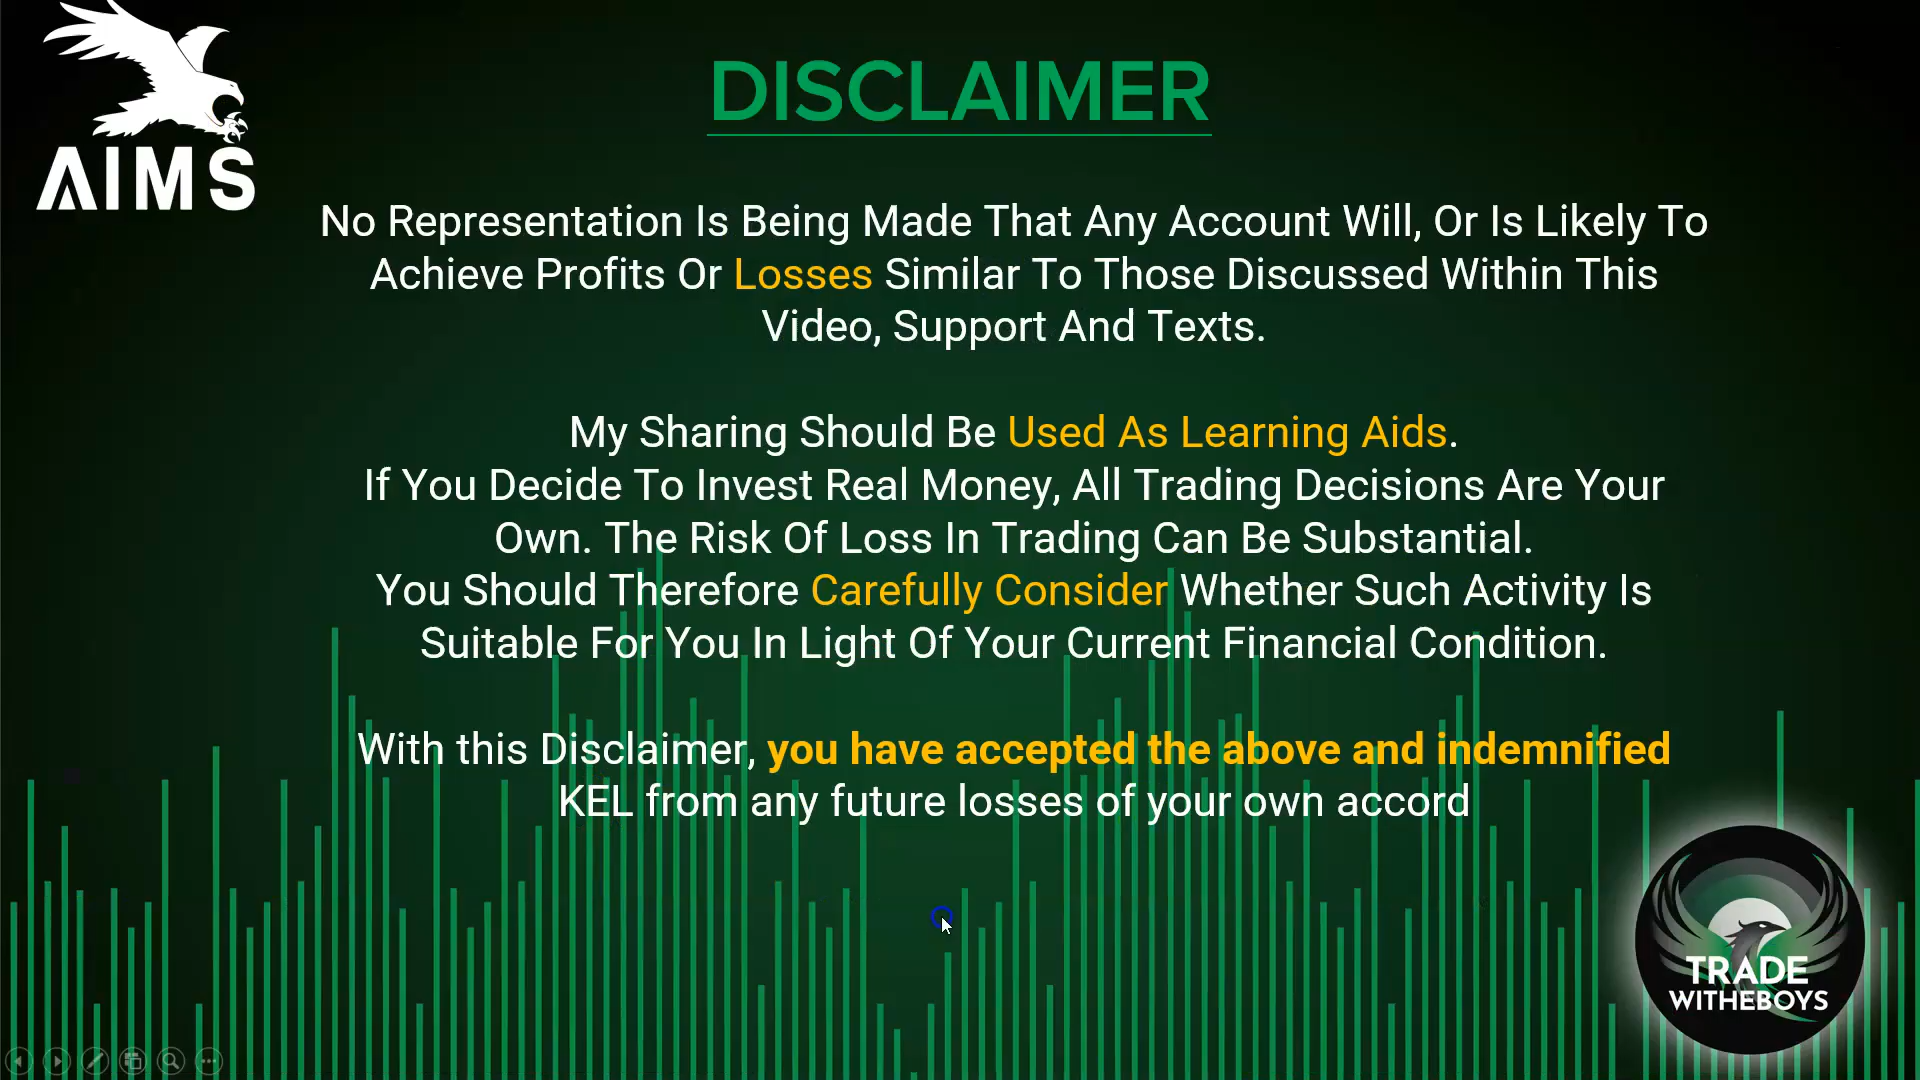 AIMS
DISCLAIMER
No Representation Is Being Made That Any Account Will, Or Is Likely To
Achieve Profits Or Losses Similar To Those Discussed Within This
Video, Support And Texts.
My Sharing Should Be Used As Learning Aids.
If You Decide To Invest Real Money, All Trading Decisions Are Your
Own. The Risk Of Loss In Trading Can Be Substantial.
You Should Therefore Carefully Consider Whether Such Activity Is
Suitable For You In Light Of Your Current Financial Condition.
With this Disclaimer, you have accepted the above and indemnified
KEL from any future losses of your own accord
TRADE
WITHEBOYS